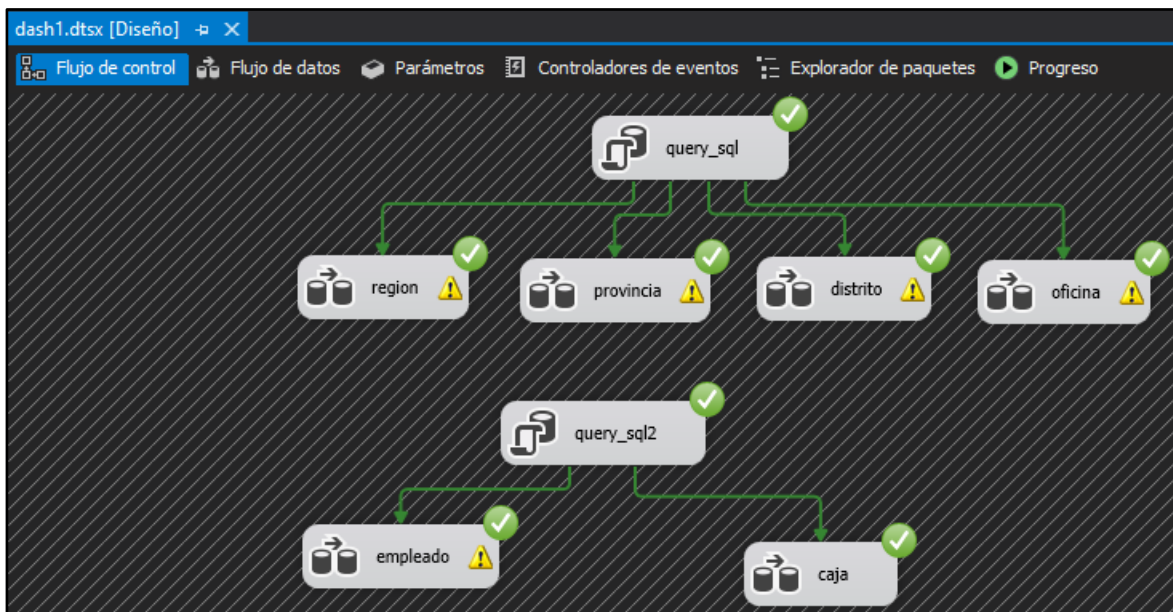 dash1.dtsx [Diseño]
Flujo de control Flujo de datos Parámetros Controladores de eventos Explorador de paquetes Progreso
query_sql
region provincia distrito oficina
query_sql2
empleado caja